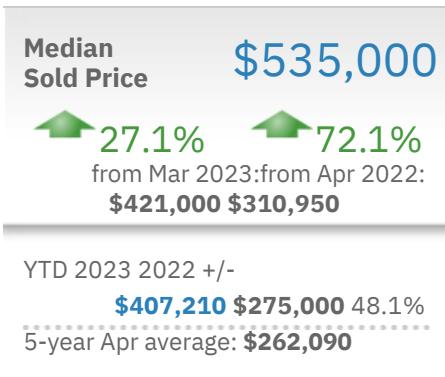 Median
Sold Price
$535,000
27.1%
72.1%
from Mar 2023:from Apr 2022:
$421,000 $310,950
YTD 2023 2022 +/-
$407,210 $275,000 48.1%
5-year Apr average: $262,090